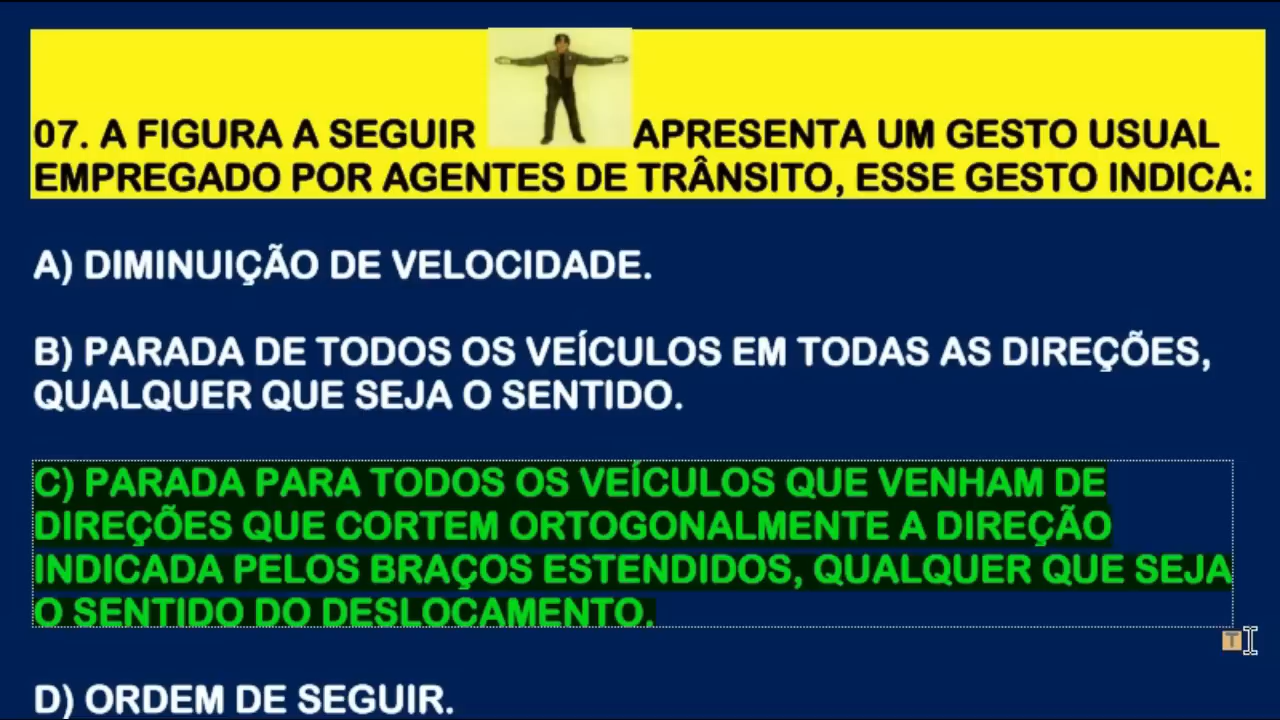 07. A FIGURA A SEGUIR APRESENTA UM GESTO USUAL
EMPREGADO POR AGENTES DE TRÂNSITO, ESSE GESTO INDICA:
A) DIMINUIÇÃO DE VELOCIDADE.
B) PARADA DE TODOS OS VEÍCULOS EM TODAS AS DIREÇÕES,
QUALQUER QUE SEJA O SENTIDO.
C) PARADA PARA TODOS OS VEÍCULOS QUE VENHAM DE
DIREÇÕES QUE CORTEM ORTOGONALMENTE A DIREÇÃO
INDICADA PELOS BRAÇOS ESTENDIDOS, QUALQUER QUE SEJA
O SENTIDO DO DESLOCAMENTO.
T
D) ORDEM DE SEGUIR.